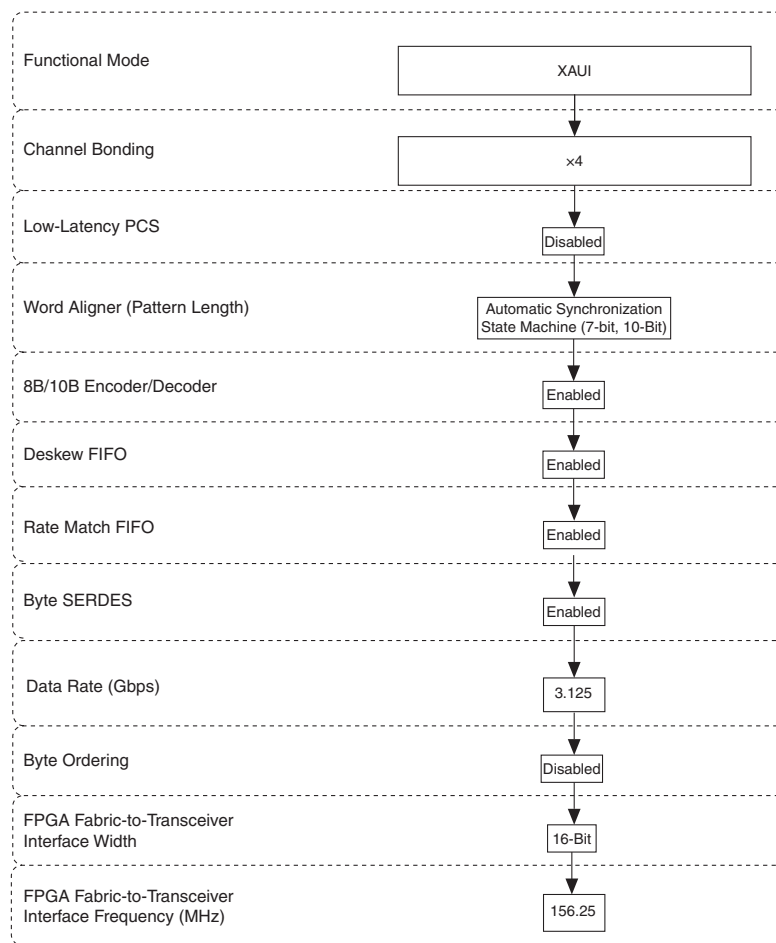 Functional Mode
XAUI
Channel Bonding
×4
Low-Latency PCS
Disabled
Word Aligner (Pattern Length)
Automatic Synchronization
State Machine (7-bit, 10-Bit)
8B/10B Encoder/Decoder
Enabled
Deskew FIFO
Enabled
Rate Match FIFO
Enabled
Byte SERDES
Enabled
Data Rate (Gbps)
3.125
Byte Ordering
Disabled
FPGA Fabric-to-Transceiver
Interface Width
16-Bit
FPGA Fabric-to-Transceiver
Interface Frequency (MHz)
156.25